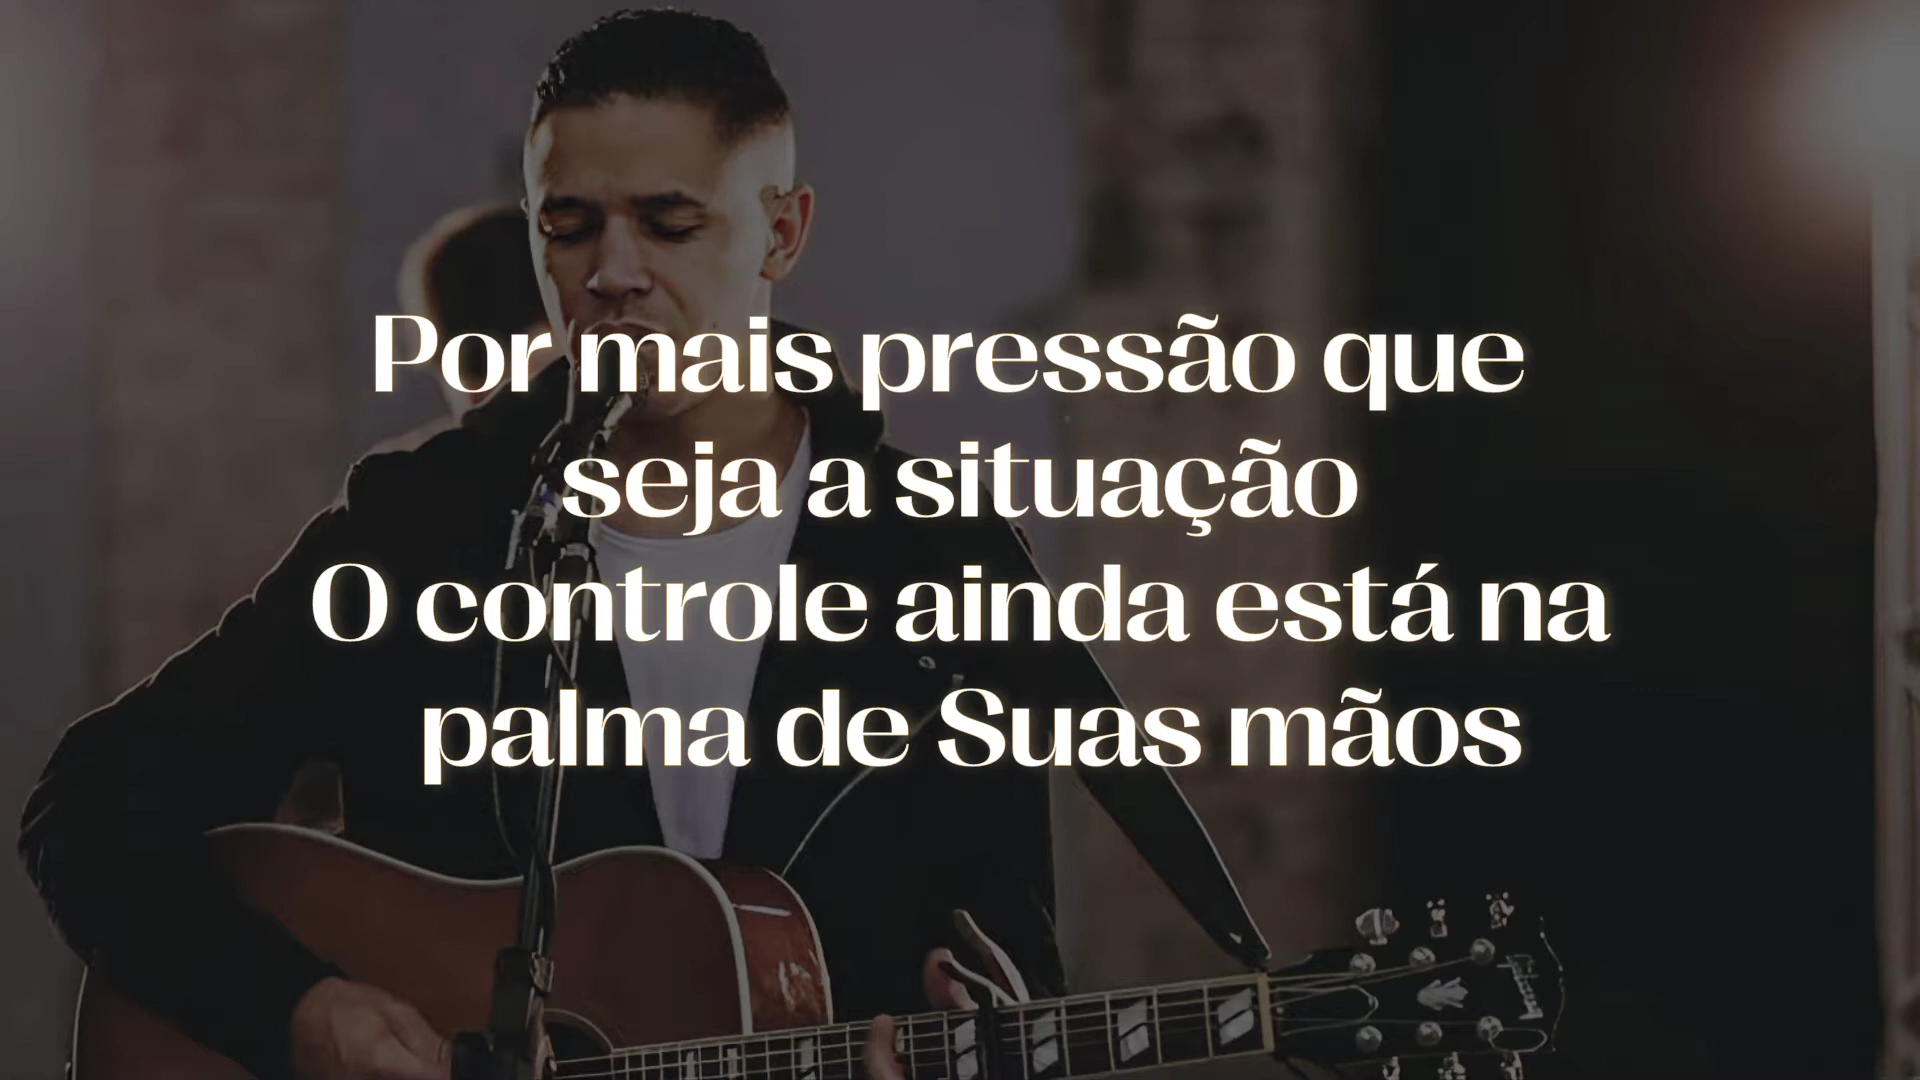 Por mais pressão que
seja a situação
O controle ainda está na
palma de Suas mãos